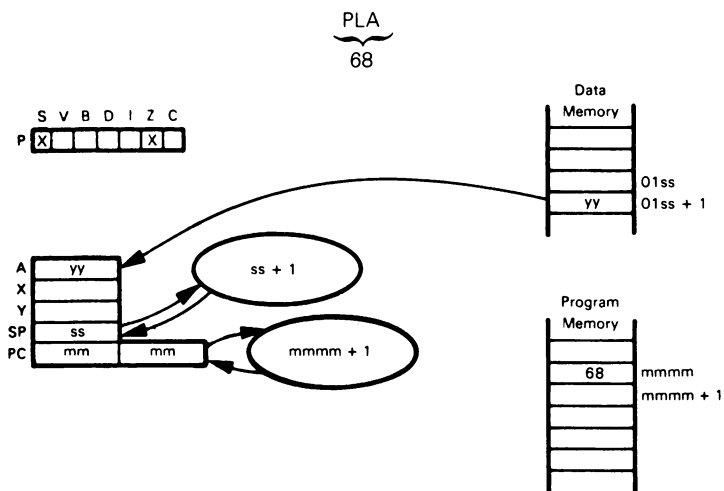 PLA
68
S V B D I Z C
P X X
Data
Memory
01ss
yy 01ss + 1
A yy
X
Y
SP ss
PC mm mm
ss + 1
mmmm + 1
Program
Memory
68 mmmm
mmmm + 1